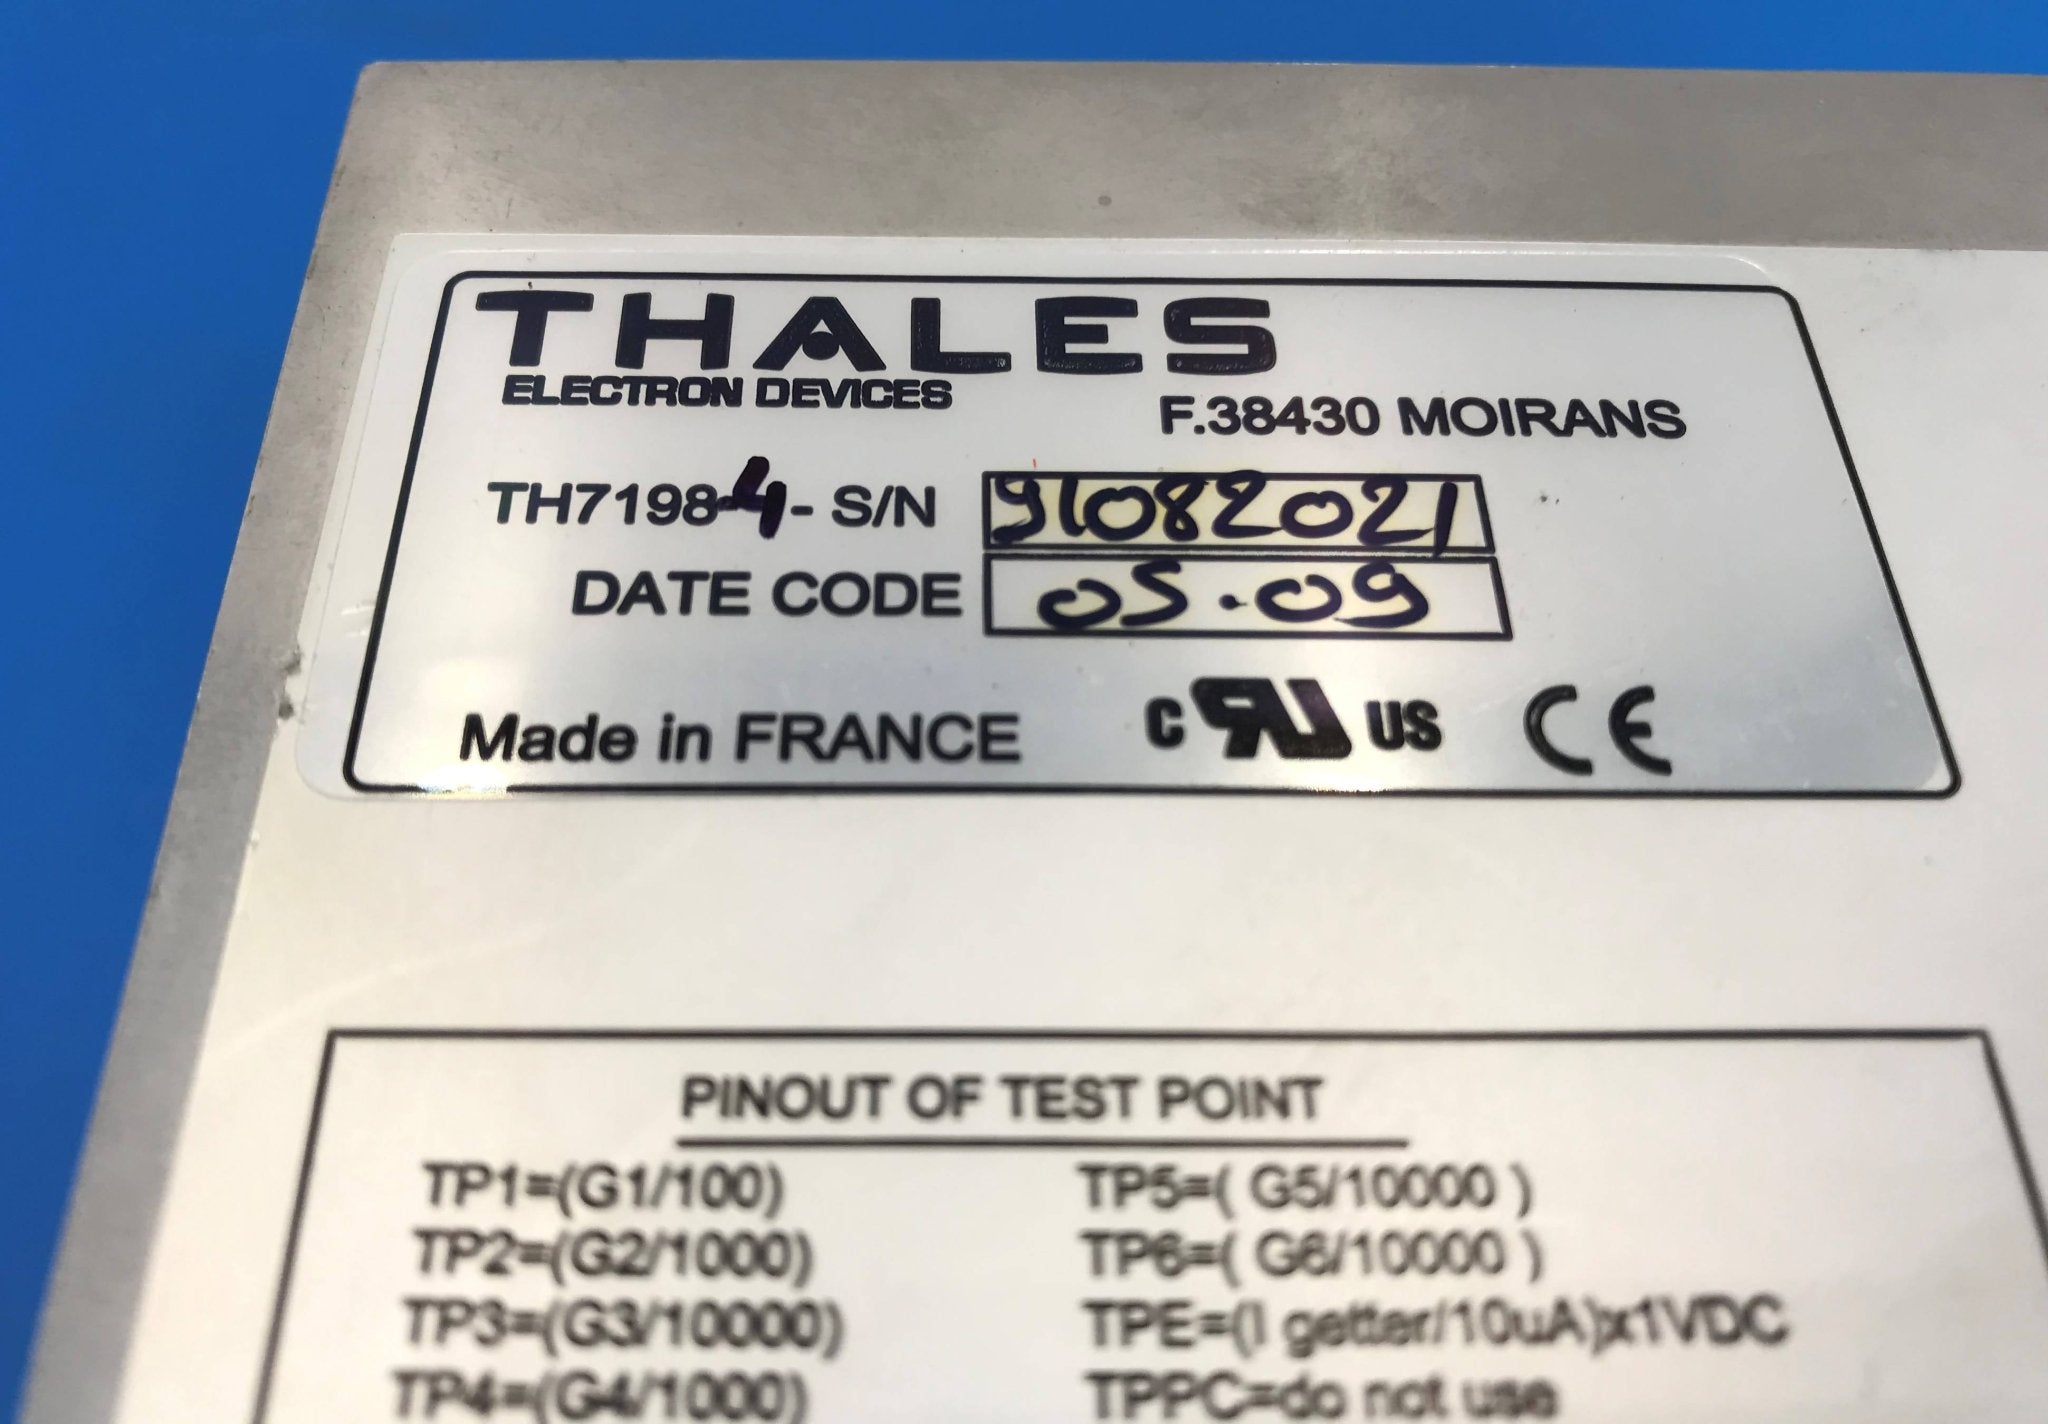 THALES
ELECTRON DEVICES
F.38430 MOIRANS
TH7198-4 - S/N 91082021
DATE CODE 05.09
Made in FRANCE c RU US CE
PINOUT OF TEST POINT
TP1=(G1/100) TP5=( G5/10000 )
TP2=(G2/1000) TP6=( G6/10000 )
TP3=(G3/10000) TPE=(I getter/10uA)x1VDC
TP4=(G4/1000) TPPC=do not use